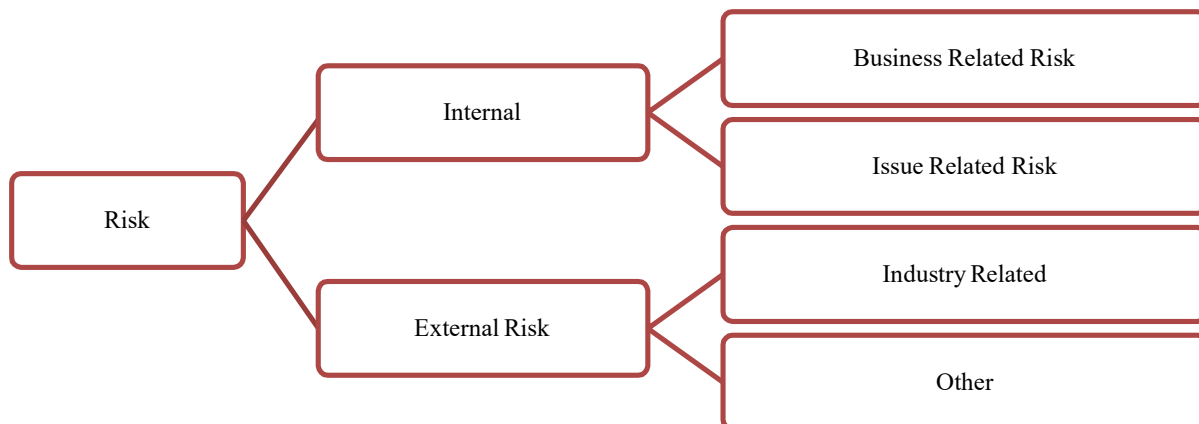 Risk
Internal
Business Related Risk
Issue Related Risk
External Risk
Industry Related
Other